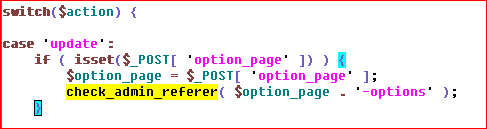 switch($action) {
case 'update':
if ( isset($_POST[ 'option_page' ]) ) {
$option_page = $_POST[ 'option_page' ];
check_admin_referer( $option_page . '-options' );
}